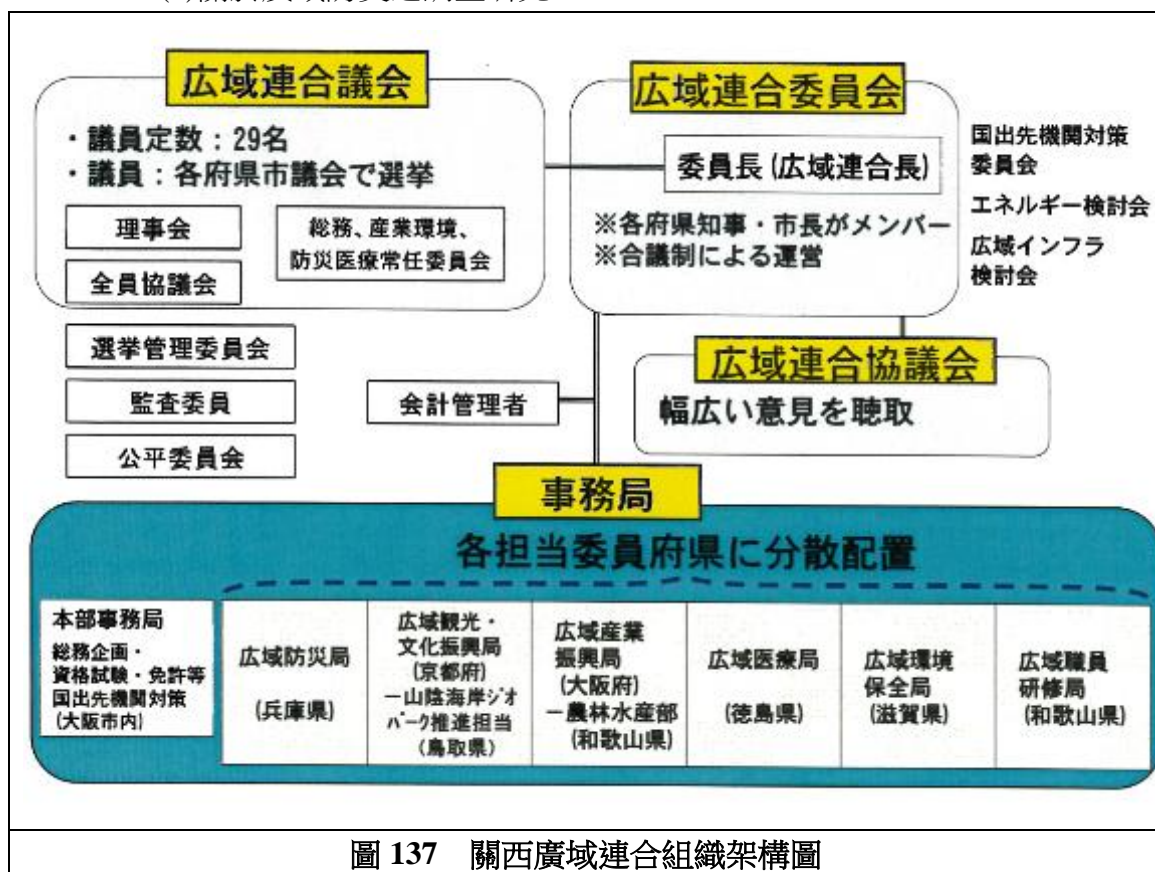 広域連合議会
・議員定数：29名
・議員：各府県市議会で選挙
理事会
全員協議会
総務、産業環境、
防災医療常任委員会
選挙管理委員会
監査委員
公平委員会
広域連合委員会
委員長(広域連合長)
※各府県知事・市長がメンバー
※合議制による運営
国出先機関対策
委員会
エネルギー検討会
広域インフラ
検討会
広域連合協議会
幅広い意見を聴取
会計管理者
事務局
各担当委員府県に分散配置
本部事務局
総務企画・
資格試験・免許等
国出先機関対策
(大阪市内)
広域防災局
(兵庫県)
広域観光・
文化振興局
(京都府)
ー山陰海岸ジオ
パーク推進担当
(鳥取県)
広域産業
振興局
(大阪府)
ー農林水産部
(和歌山県)
広域医療局
(徳島県)
広域環境
保全局
(滋賀県)
広域職員
研修局
(和歌山県)
圖 137 關西廣域連合組織架構圖